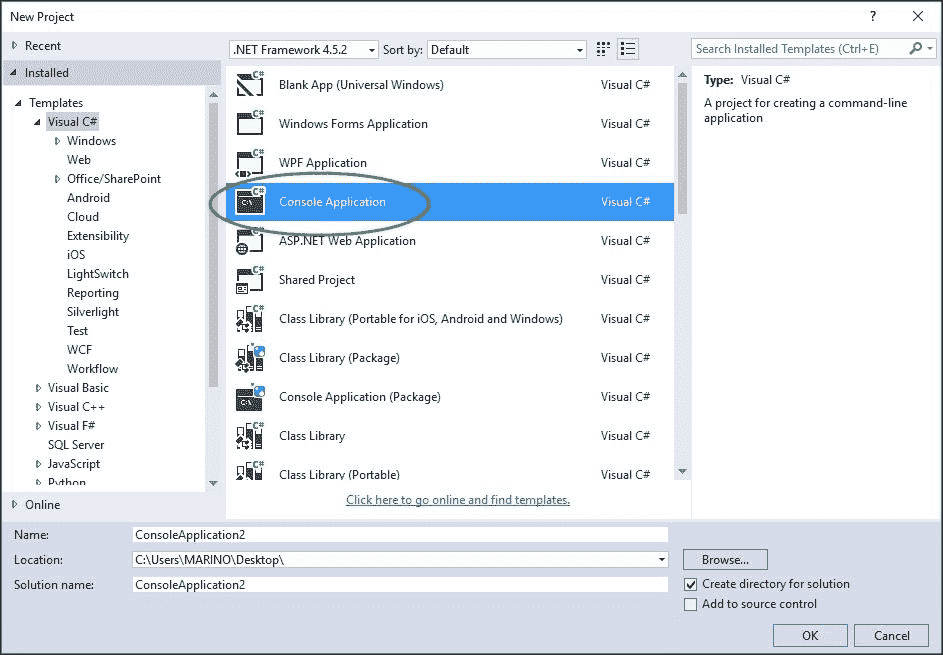 New Project
?
Recent
.NET Framework 4.5.2
Sort by:
Default
Search Installed Templates (Ctrl+E)
Installed
Templates
Visual C#
Windows
Web
Office/SharePoint
Android
Cloud
Extensibility
iOS
LightSwitch
Reporting
Silverlight
Test
WCF
Workflow
Visual Basic
Visual C++
Visual F#
SQL Server
JavaScript
Python
Online
Blank App (Universal Windows) Visual C#
Windows Forms Application Visual C#
WPF Application Visual C#
Console Application Visual C#
ASP.NET Web Application Visual C#
Shared Project Visual C#
Class Library (Portable for iOS, Android and Windows) Visual C#
Class Library (Package) Visual C#
Console Application (Package) Visual C#
Class Library Visual C#
Class Library (Portable) Visual C#
Click here to go online and find templates.
Type: Visual C#
A project for creating a command-line
application
Name: ConsoleApplication2
Location: C:\Users\MARINO\Desktop\
Browse...
Solution name: ConsoleApplication2
Create directory for solution
Add to source control
OK
Cancel